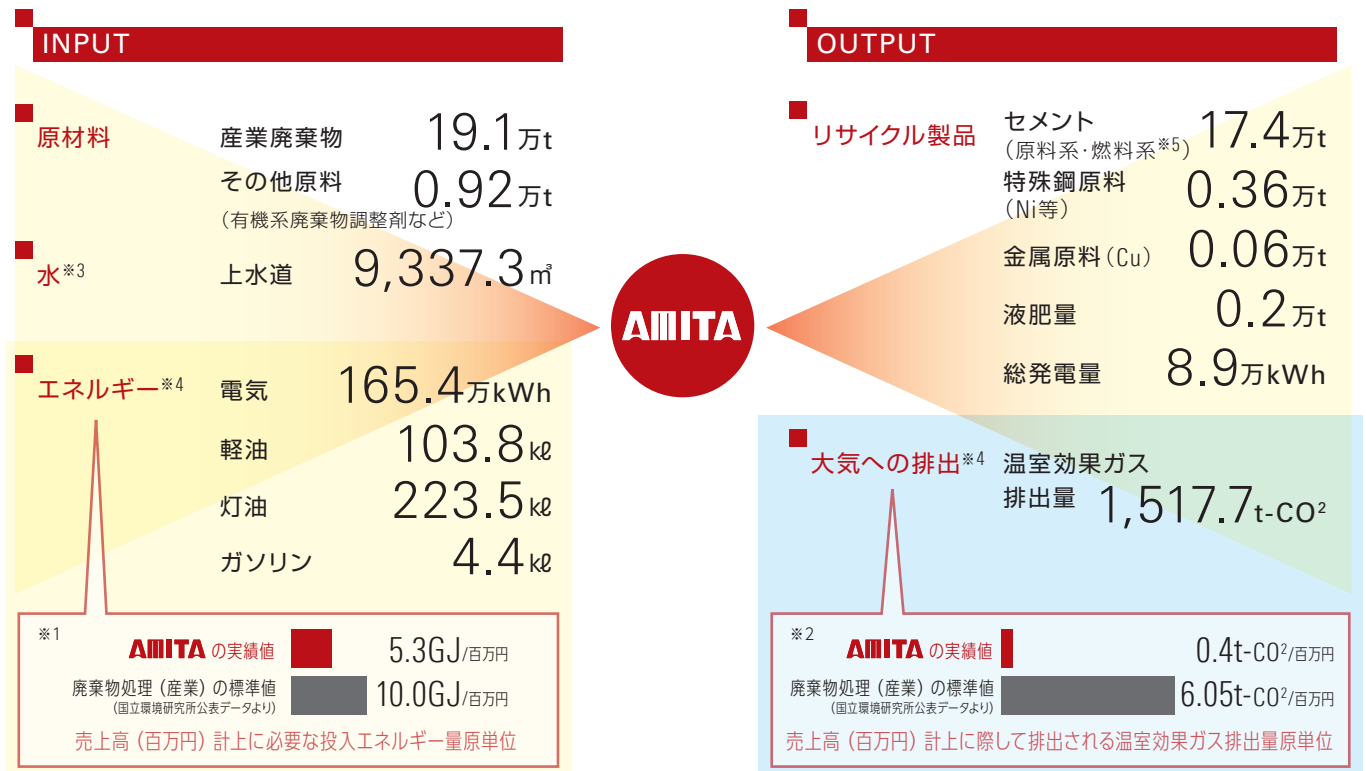 INPUT
原材料 産業廃棄物 19.1万t
その他原料 0.92万t
（有機系廃棄物調整剤など）
水※3 上水道 9,337.3㎥
エネルギー※4 電気 165.4万kWh
軽油 103.8kℓ
灯油 223.5kℓ
ガソリン 4.4kℓ
※1
AMITA の実績値 5.3GJ/百万円
廃棄物処理（産業）の標準値 10.0GJ/百万円
（国立環境研究所公表データより）
売上高（百万円）計上に必要な投入エネルギー量原単位
AMITA
OUTPUT
リサイクル製品 セメント 17.4万t
（原料系・燃料系※5）
特殊鋼原料 0.36万t
（Ni等）
金属原料（Cu） 0.06万t
液肥量 0.2万t
総発電量 8.9万kWh
大気への排出※4 温室効果ガス
排出量 1,517.7t-CO²
※2
AMITA の実績値 0.4t-CO²/百万円
廃棄物処理（産業）の標準値 6.05t-CO²/百万円
（国立環境研究所公表データより）
売上高（百万円）計上に際して排出される温室効果ガス排出量原単位